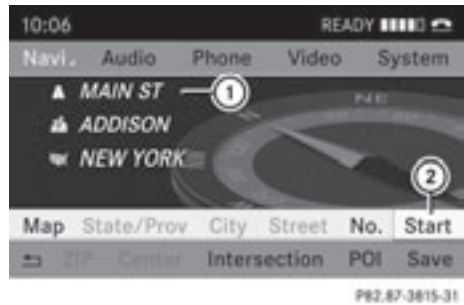 10:06 READY
Navi. Audio Phone Video System
MAIN ST 1
ADDISON
NEW YORK
NE
2
Map State/Prov City Street No. Start
ZIP Center Intersection POI Save
P82.87-3815-31